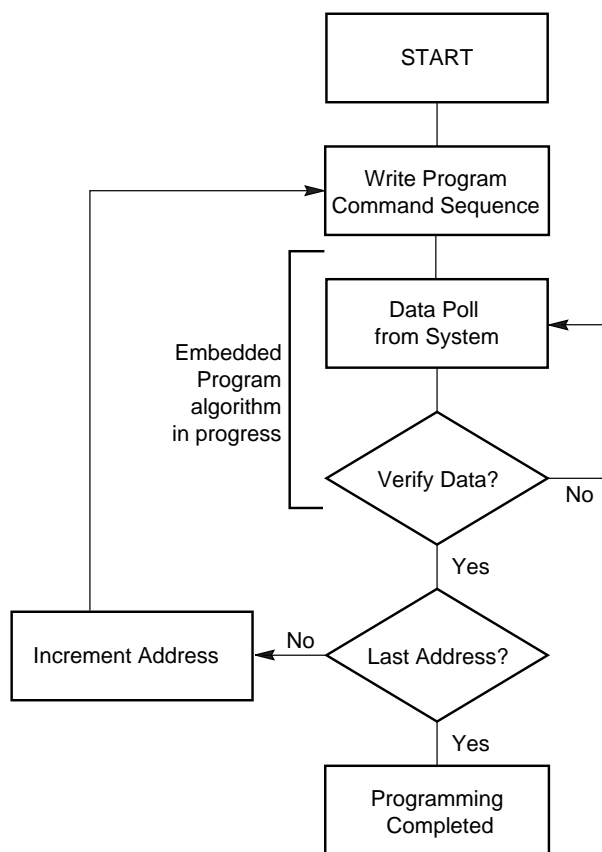 START
Write Program
Command Sequence
Data Poll
from System
Embedded
Program
algorithm
in progress
Verify Data?
No
Yes
No
Increment Address
Last Address?
Yes
Programming
Completed